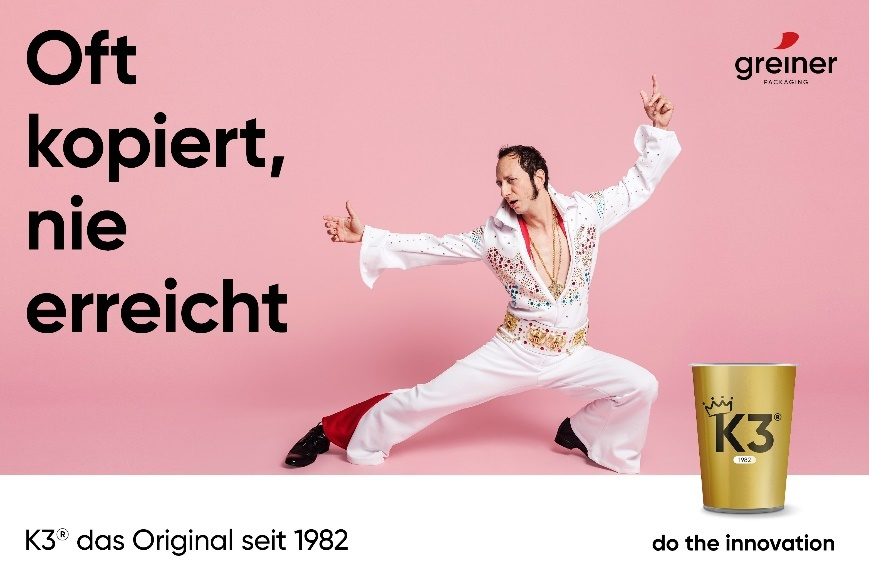 Oft
kopiert,
nie
erreicht
greiner
PACKAGING
K3®
1982
K3® das Original seit 1982
do the innovation